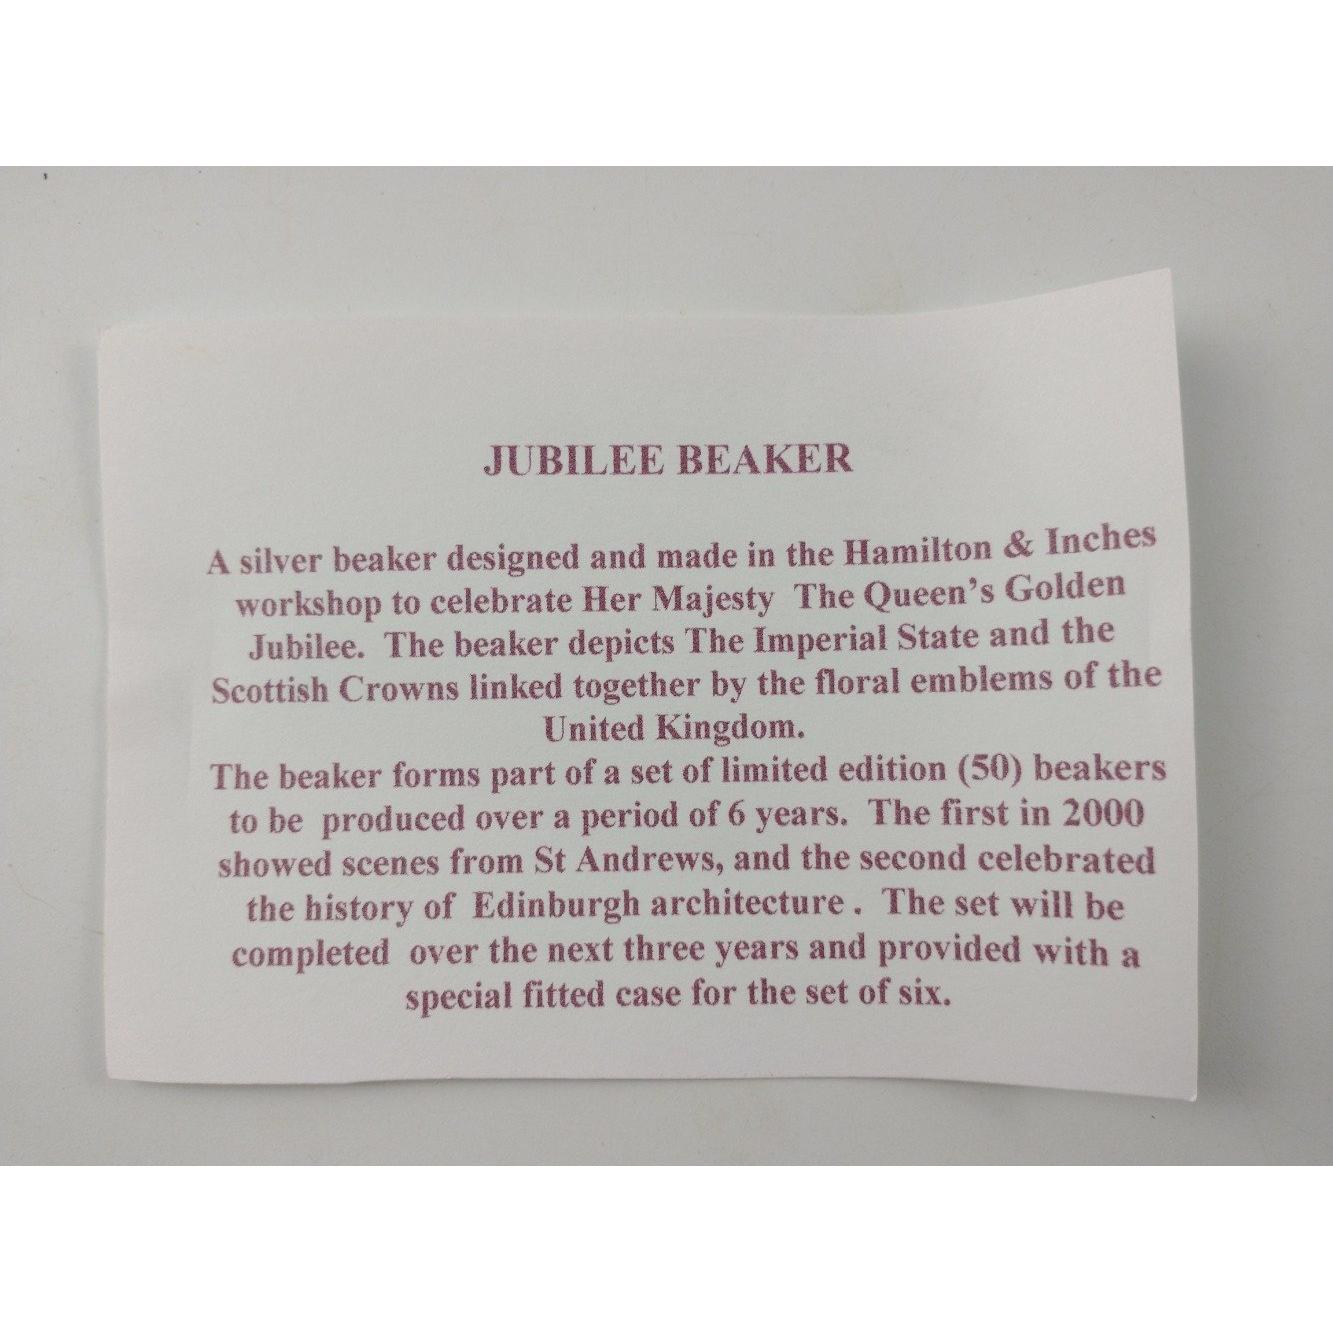 JUBILEE BEAKER
A silver beaker designed and made in the Hamilton & Inches
workshop to celebrate Her Majesty The Queen's Golden
Jubilee. The beaker depicts The Imperial State and the
Scottish Crowns linked together by the floral emblems of the
United Kingdom.
The beaker forms part of a set of limited edition (50) beakers
to be produced over a period of 6 years. The first in 2000
showed scenes from St Andrews, and the second celebrated
the history of Edinburgh architecture . The set will be
completed over the next three years and provided with a
special fitted case for the set of six.